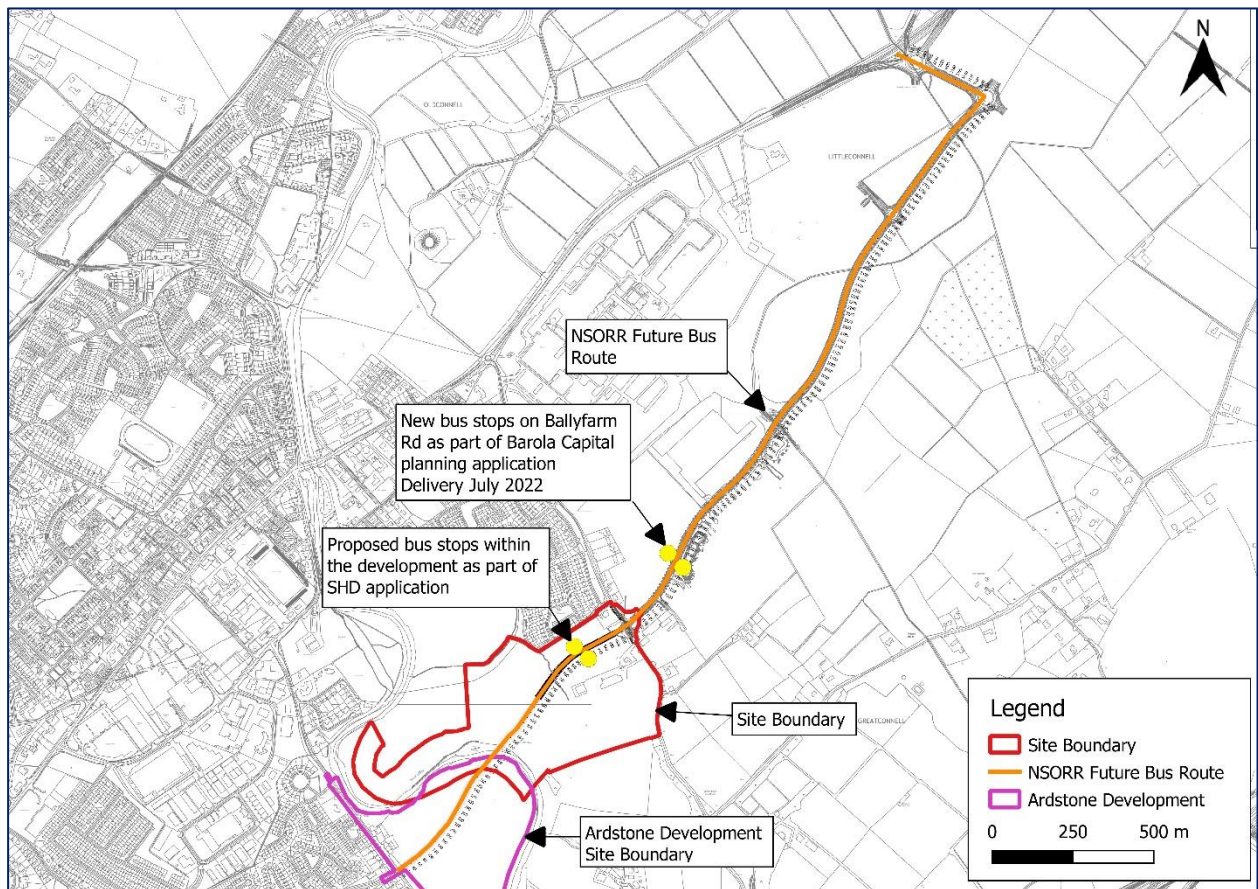 N
OLDCONNELL
LITTLECONNELL
NSORR Future Bus
Route
New bus stops on Ballyfarm
Rd as part of Barola Capital
planning application
Delivery July 2022
Proposed bus stops within
the development as part of
SHD application
Site Boundary
GREATCONNELL
Ardstone Development
Site Boundary
Legend
Site Boundary
NSORR Future Bus Route
Ardstone Development
0 250 500 m